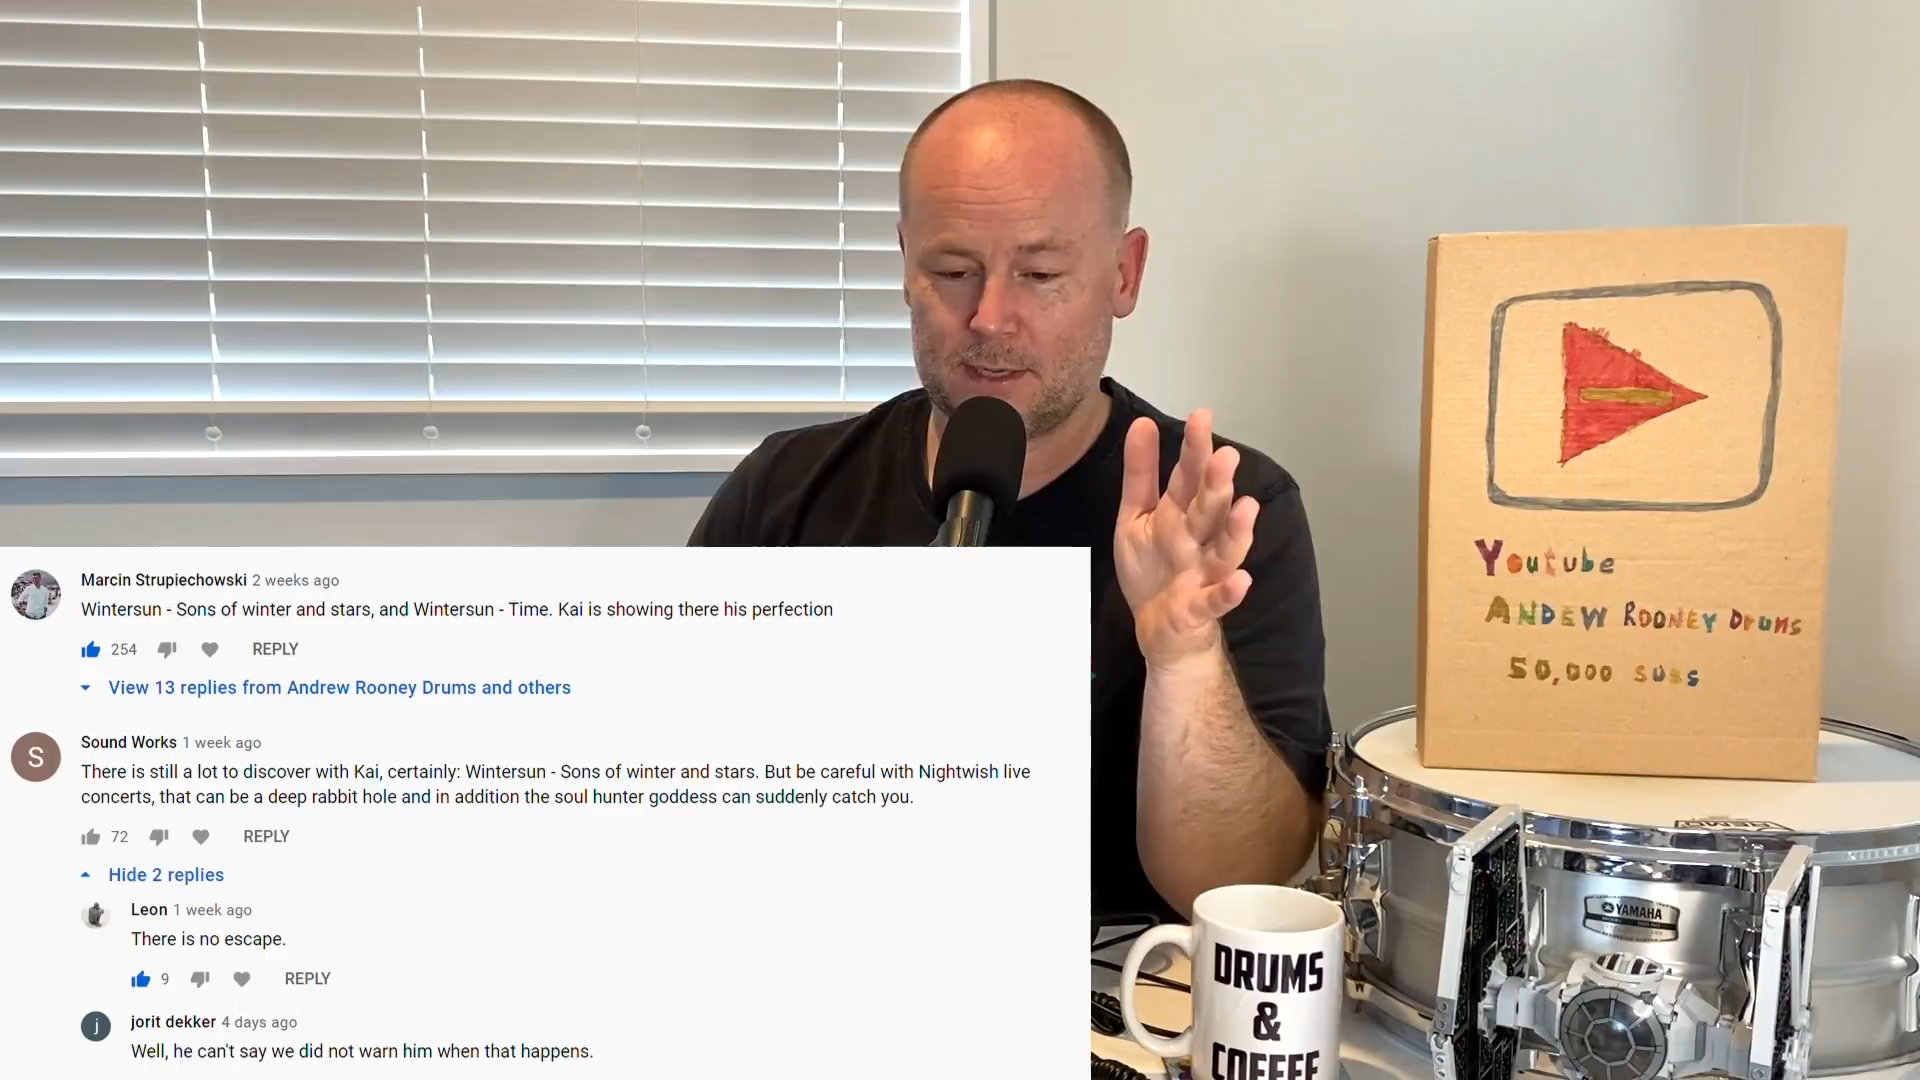 Marcin Strupiechowski 2 weeks ago
Wintersun - Sons of winter and stars, and Wintersun - Time. Kai is showing there his perfection
254 REPLY
View 13 replies from Andrew Rooney Drums and others
S
Sound Works 1 week ago
There is still a lot to discover with Kai, certainly: Wintersun - Sons of winter and stars. But be careful with Nightwish live
concerts, that can be a deep rabbit hole and in addition the soul hunter goddess can suddenly catch you.
72 REPLY
Hide 2 replies
Leon 1 week ago
There is no escape.
9 REPLY
j
jorit dekker 4 days ago
Well, he can't say we did not warn him when that happens.
Youtube
ANDEW ROONEY Drums
50,000 SUBS
REMO
YAMAHA
DRUMS
&
COFFEE